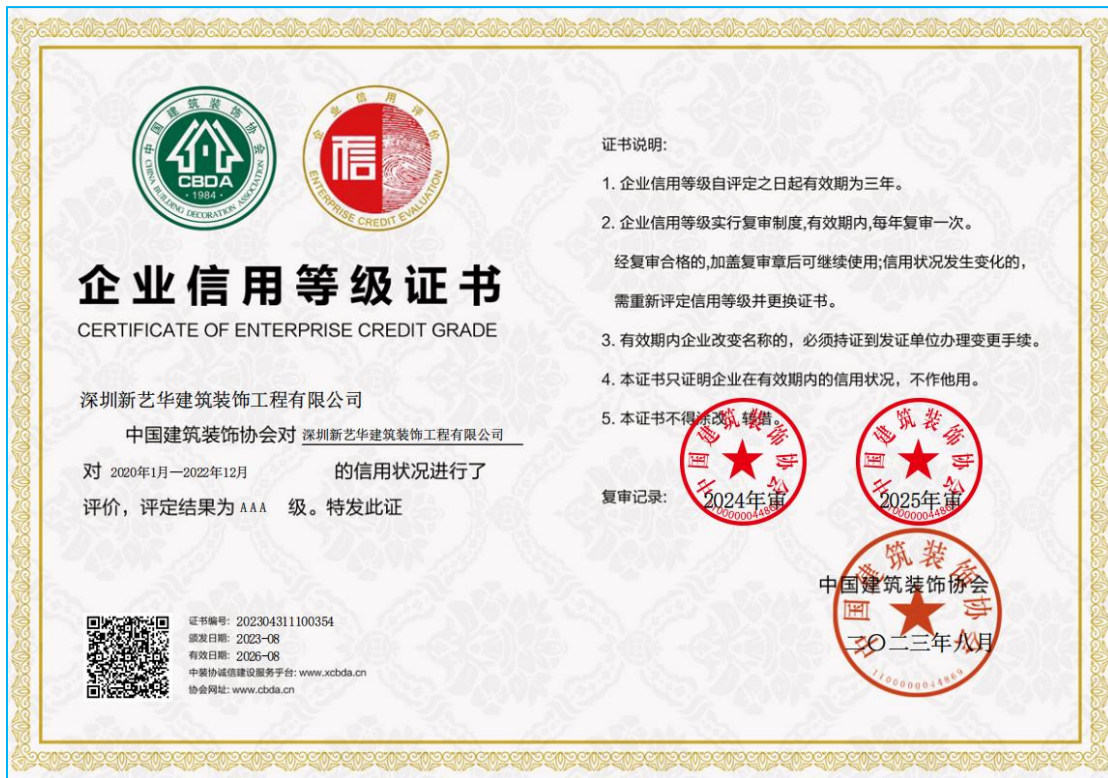 中国建筑装饰协会
CBDA
·1984·
CHINA BUILDING DECORATION ASSOCIATION
企业信用评价
信
ENTERPRISE CREDIT EVALUATION
企业信用等级证书
CERTIFICATE OF ENTERPRISE CREDIT GRADE
深圳新艺华建筑装饰工程有限公司
中国建筑装饰协会对 深圳新艺华建筑装饰工程有限公司
对 2020年1月—2022年12月 的信用状况进行了
评价，评定结果为 AAA 级。特发此证
证书编号: 202304311100354
颁发日期: 2023-08
有效日期: 2026-08
中装协诚信建设服务平台: www.xcbda.cn
协会网址: www.cbda.cn
证书说明:
1. 企业信用等级自评定之日起有效期为三年。
2. 企业信用等级实行复审制度,有效期内,每年复审一次。
经复审合格的,加盖复审章后可继续使用;信用状况发生变化的,
需重新评定信用等级并更换证书。
3. 有效期内企业改变名称的，必须持证到发证单位办理变更手续。
4. 本证书只证明企业在有效期内的信用状况，不作他用。
5. 本证书不得涂改、转借。
复审记录:
中国建筑装饰协会
2024年审
1100000044869
中国建筑装饰协会
2025年审
1100000044869
中国建筑装饰协会
中国建筑装饰协会
二〇二三年八月
1100000044869